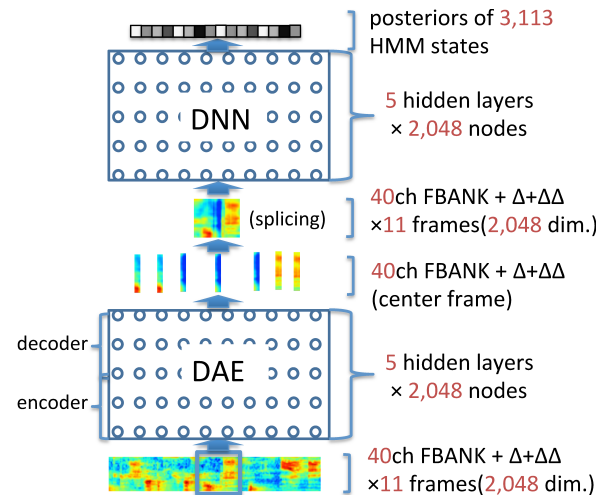 posteriors of 3,113
HMM states
DNN
5 hidden layers
× 2,048 nodes
(splicing)
40ch FBANK + Δ+ΔΔ
×11 frames(2,048 dim.)
40ch FBANK + Δ+ΔΔ
(center frame)
decoder
encoder
DAE
5 hidden layers
× 2,048 nodes
40ch FBANK + Δ+ΔΔ
×11 frames(2,048 dim.)